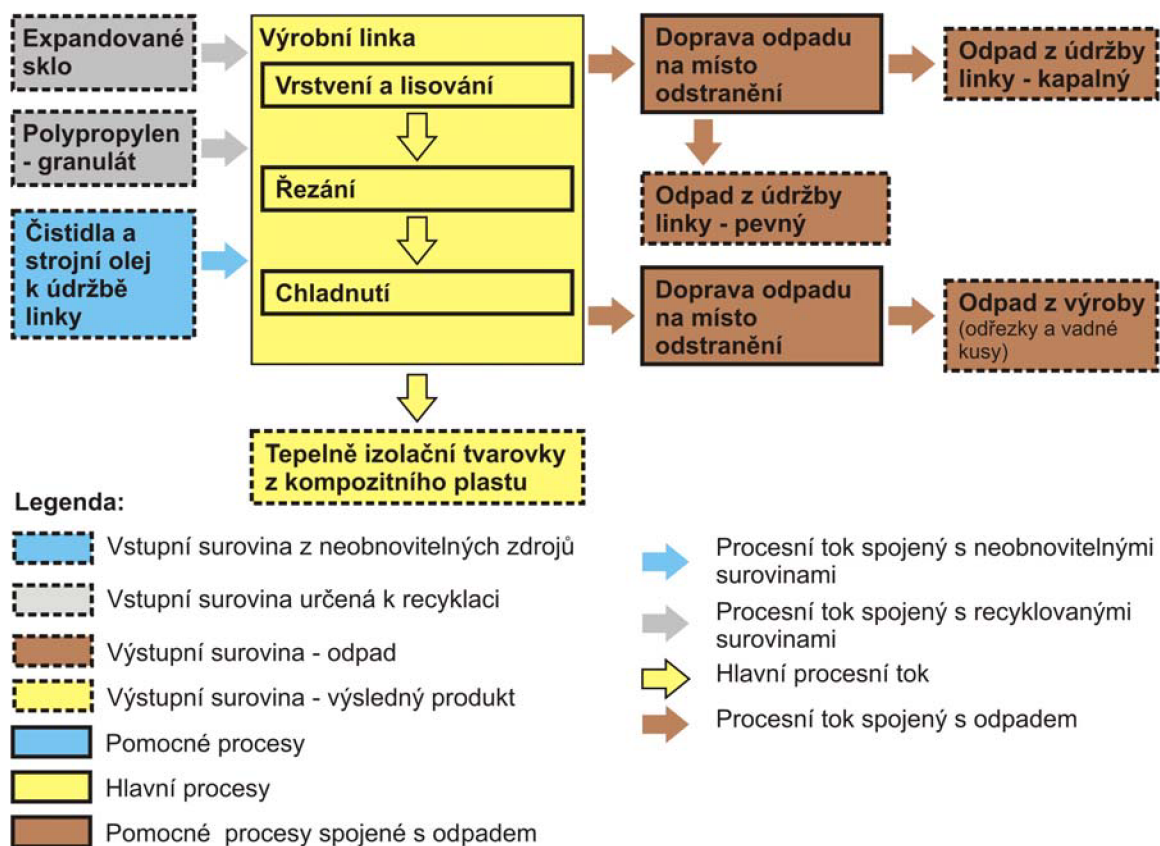 Expandované
sklo
Polypropylen
- granulát
Čistidla a
strojní olej
k údržbě
linky
Výrobní linka
Vrstvení a lisování
Řezání
Chladnutí
Tepelně izolační tvarovky
z kompozitního plastu
Doprava odpadu
na místo
odstranění
Odpad z údržby
linky - kapalný
Odpad z údržby
linky - pevný
Doprava odpadu
na místo
odstranění
Odpad z výroby
(odřezky a vadné
kusy)
Legenda:
Vstupní surovina z neobnovitelných zdrojů
Vstupní surovina určená k recyklaci
Výstupní surovina - odpad
Výstupní surovina - výsledný produkt
Pomocné procesy
Hlavní procesy
Pomocné procesy spojené s odpadem
Procesní tok spojený s neobnovitelnými
surovinami
Procesní tok spojený s recyklovanými
surovinami
Hlavní procesní tok
Procesní tok spojený s odpadem